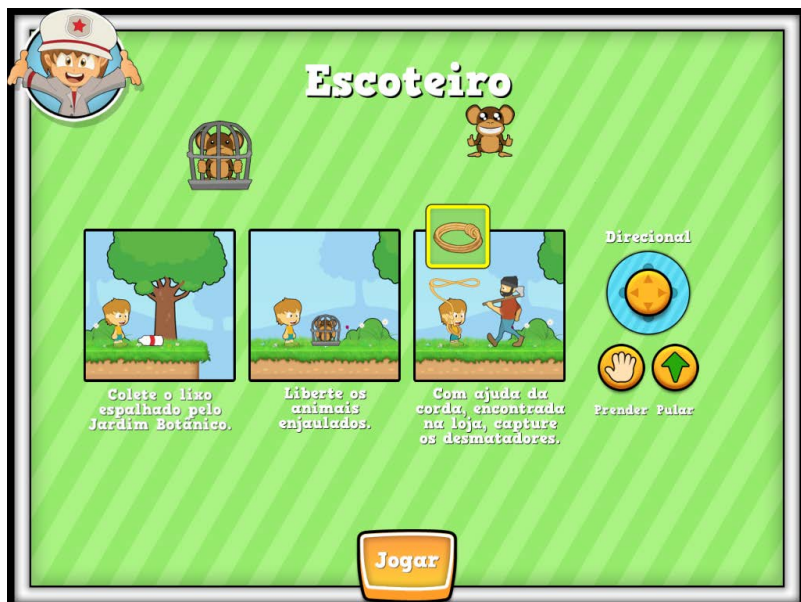 Escoteiro
Colete o lixo
espalhado pelo
Jardim Botânico.
Liberte os
animais
enjaulados.
Com ajuda da
corda, encontrada
na loja, capture
os desmatadores.
Direcional
Prender Pular
Jogar